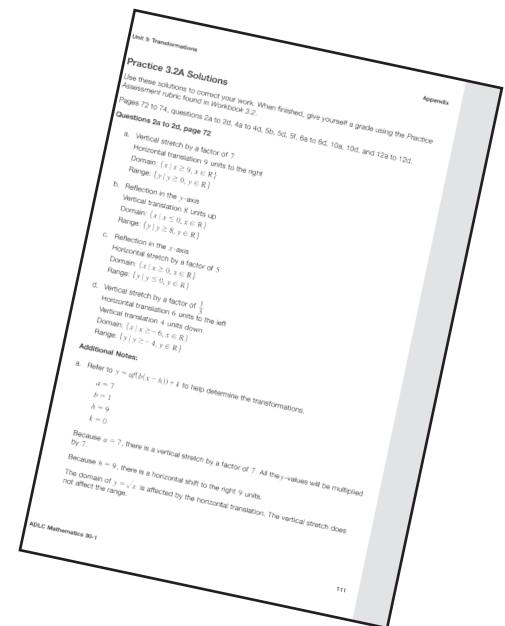 Unit 3: Transformations
Appendix
Practice 3.2A Solutions
Use these solutions to correct your work. When finished, give yourself a grade using the Practice
Assessment rubric found in Workbook 3.2.
Pages 72 to 74, questions 2a to 2d, 4a to 4d, 5b, 5d, 5f, 6a to 6d, 10a, 10d, and 12a to 12d.
Questions 2a to 2d, page 72
a. Vertical stretch by a factor of 7
Horizontal translation 9 units to the right
Domain: {x | x ≥ 9, x ∈ R}
Range: {y | y ≥ 0, y ∈ R}
b. Reflection in the y-axis
Vertical translation 8 units up
Domain: {x | x ≤ 0, x ∈ R}
Range: {y | y ≥ 8, y ∈ R}
c. Reflection in the x-axis
Horizontal stretch by a factor of 5
Domain: {x | x ≥ 0, x ∈ R}
Range: {y | y ≤ 0, y ∈ R}
d. Vertical stretch by a factor of 1/5
Horizontal translation 6 units to the left
Vertical translation 4 units down
Domain: {x | x ≥ −6, x ∈ R}
Range: {y | y ≥ −4, y ∈ R}
Additional Notes:
a. Refer to y = af(b(x − h)) + k to help determine the transformations.
a = 7
b = 1
h = 9
k = 0
Because a = 7, there is a vertical stretch by a factor of 7. All the y-values will be multiplied
by 7.
Because h = 9, there is a horizontal shift to the right 9 units.
The domain of y = √x is affected by the horizontal translation. The vertical stretch does
not affect the range.
ADLC Mathematics 30-1
111